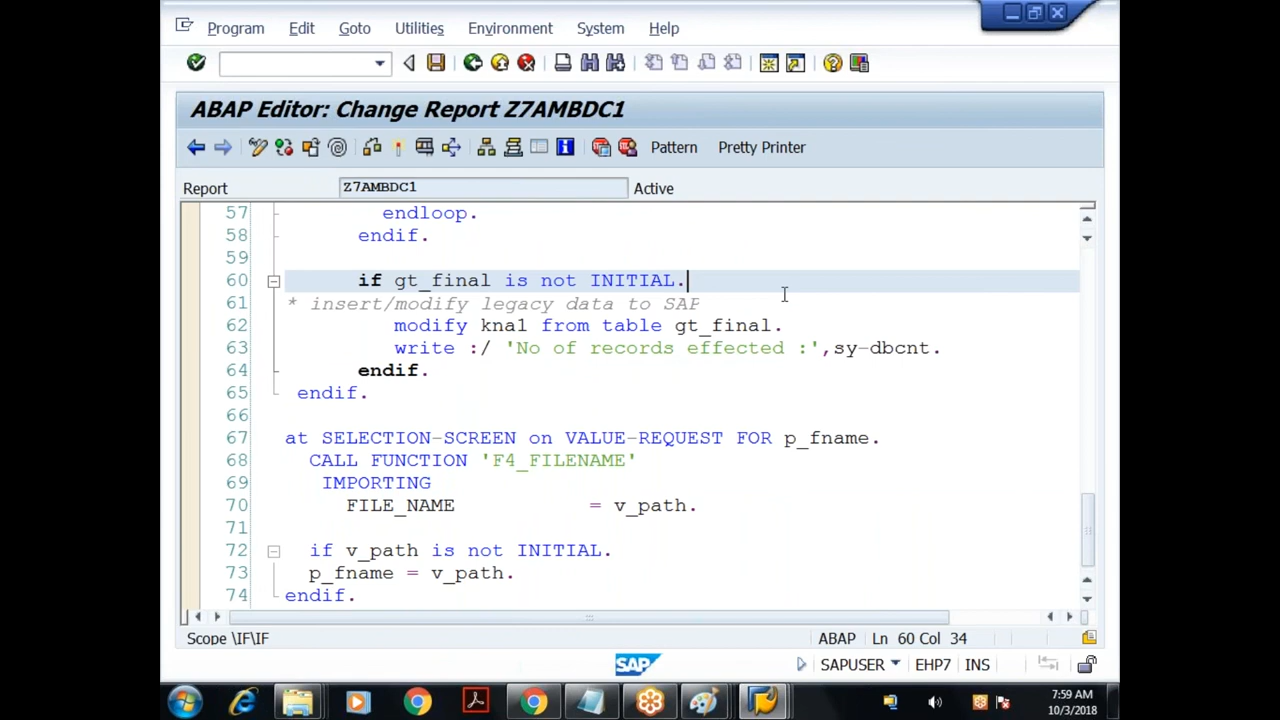 Program Edit Goto Utilities Environment System Help
ABAP Editor: Change Report Z7AMBDC1
Pattern Pretty Printer
Report Z7AMBDC1 Active
57 endloop.
58 endif.
59
60 if gt_final is not INITIAL.
61 * insert/modify legacy data to SAP
62 modify kna1 from table gt_final.
63 write :/ 'No of records effected :',sy-dbcnt.
64 endif.
65 endif.
66
67 at SELECTION-SCREEN on VALUE-REQUEST FOR p_fname.
68 CALL FUNCTION 'F4_FILENAME'
69 IMPORTING
70 FILE_NAME = v_path.
71
72 if v_path is not INITIAL.
73 p_fname = v_path.
74 endif.
Scope \IF\IF ABAP Ln 60 Col 34
SAP SAPUSER EHP7 INS
7:59 AM
10/3/2018